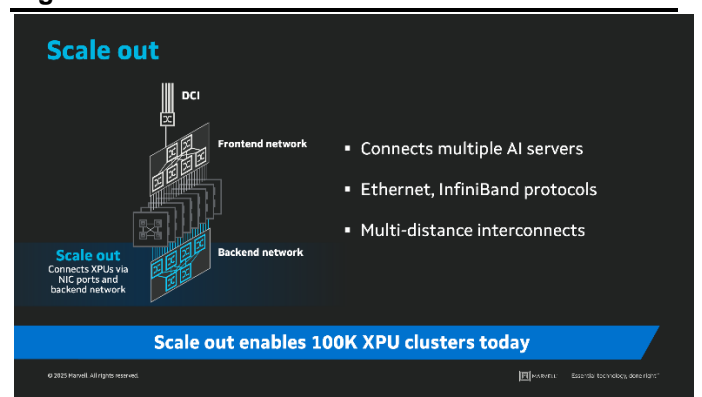 Scale out
DCI
Frontend network
▪ Connects multiple AI servers
▪ Ethernet, InfiniBand protocols
▪ Multi-distance interconnects
Backend network
Scale out
Connects XPUs via
NIC ports and
backend network
Scale out enables 100K XPU clusters today
© 2025 Marvell. All rights reserved.
MARVELL
Essential technology, done right™